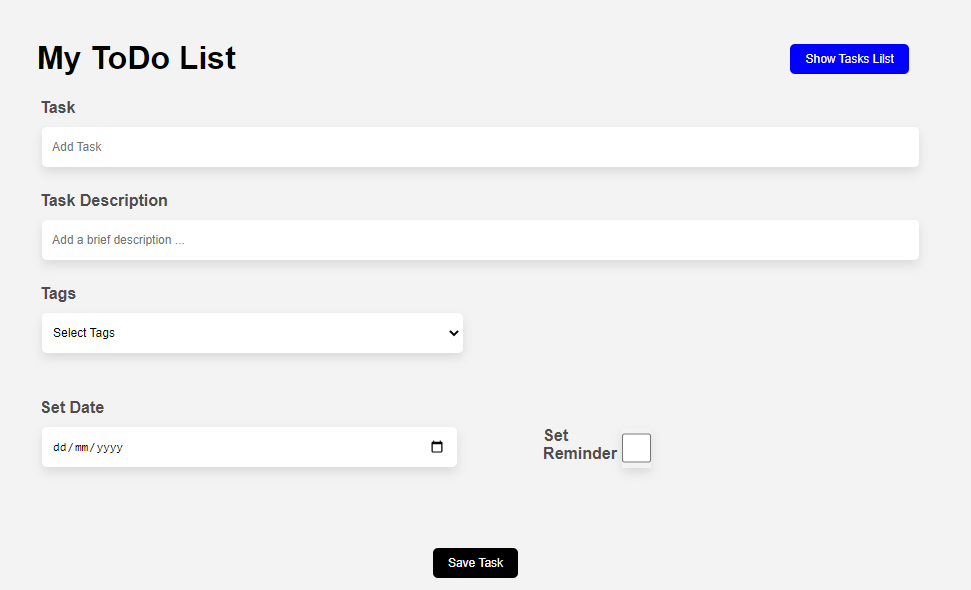 My ToDo List
Show Tasks Lilst
Task
Add Task
Task Description
Add a brief description ...
Tags
Select Tags
Set Date
dd/mm/yyyy
Set
Reminder
Save Task